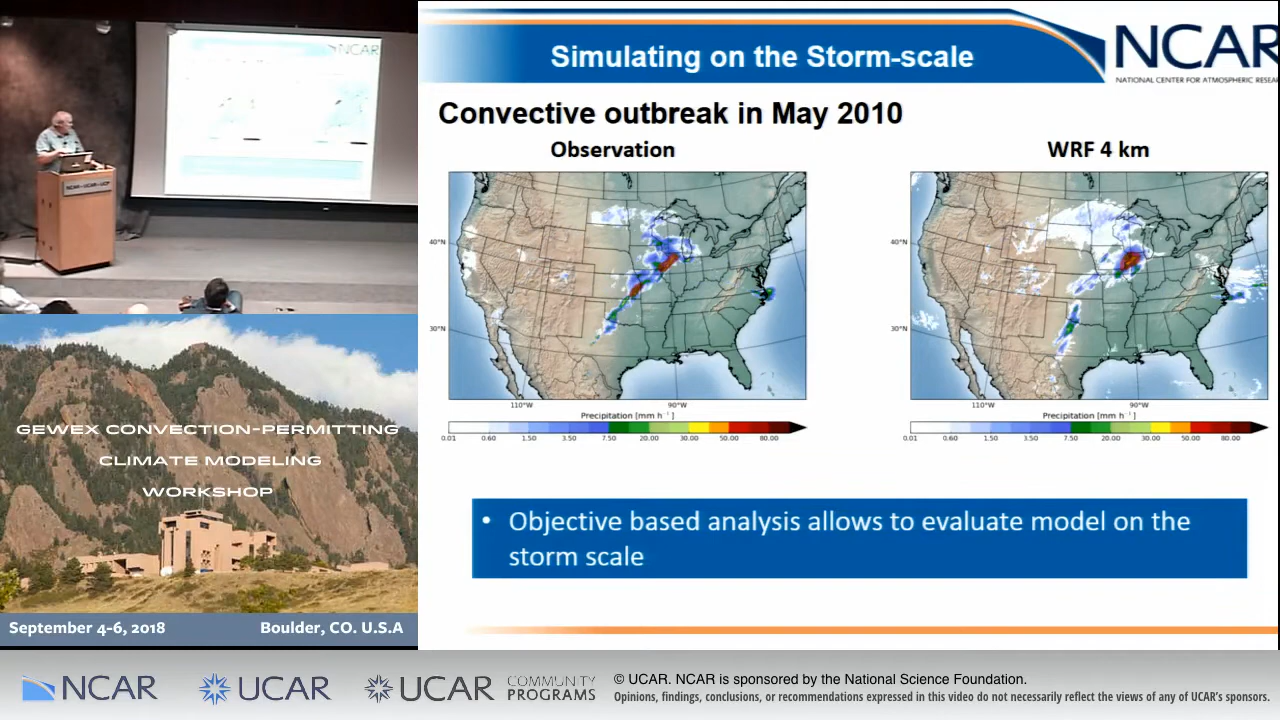 NCAR
NCAR-UCAR-UCP
GEWEX CONVECTION-PERMITTING
CLIMATE MODELING
WORKSHOP
September 4-6, 2018
Boulder, CO. U.S.A
Simulating on the Storm-scale
NCAR
NATIONAL CENTER FOR ATMOSPHERIC RESEA
Convective outbreak in May 2010
Observation
WRF 4 km
40°N
30°N
110°W
90°W
Precipitation [mm h⁻¹]
0.01 0.60 1.50 3.50 7.50 20.00 30.00 50.00 80.00
40°N
30°N
110°W
90°W
Precipitation [mm h⁻¹]
0.01 0.60 1.50 3.50 7.50 20.00 30.00 50.00 80.00
• Objective based analysis allows to evaluate model on the
storm scale
NCAR
UCAR
UCAR
COMMUNITY
PROGRAMS
© UCAR. NCAR is sponsored by the National Science Foundation.
Opinions, findings, conclusions, or recommendations expressed in this video do not necessarily reflect the views of any of UCAR's sponsors.